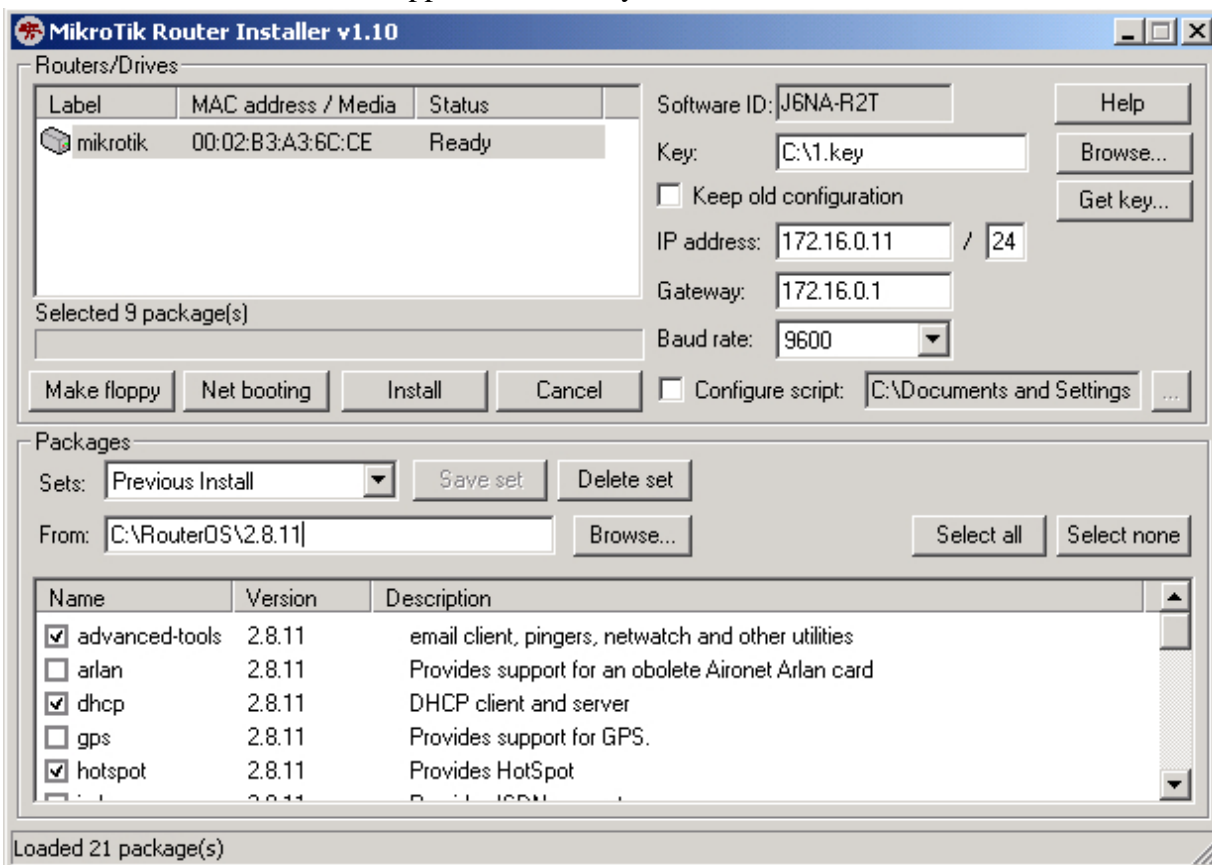 MikroTik Router Installer v1.10
Routers/Drives
Label MAC address / Media Status
mikrotik 00:02:B3:A3:6C:CE Ready
Selected 9 package(s)
Make floppy Net booting Install Cancel
Software ID: J6NA-R2T Help
Key: C:\1.key Browse...
Keep old configuration Get key...
IP address: 172.16.0.11 / 24
Gateway: 172.16.0.1
Baud rate: 9600
Configure script: C:\Documents and Settings ...
Packages
Sets: Previous Install Save set Delete set
From: C:\RouterOS\2.8.11 Browse... Select all Select none
Name Version Description
advanced-tools 2.8.11 email client, pingers, netwatch and other utilities
arlan 2.8.11 Provides support for an obolete Aironet Arlan card
dhcp 2.8.11 DHCP client and server
gps 2.8.11 Provides support for GPS.
hotspot 2.8.11 Provides HotSpot
Loaded 21 package(s)